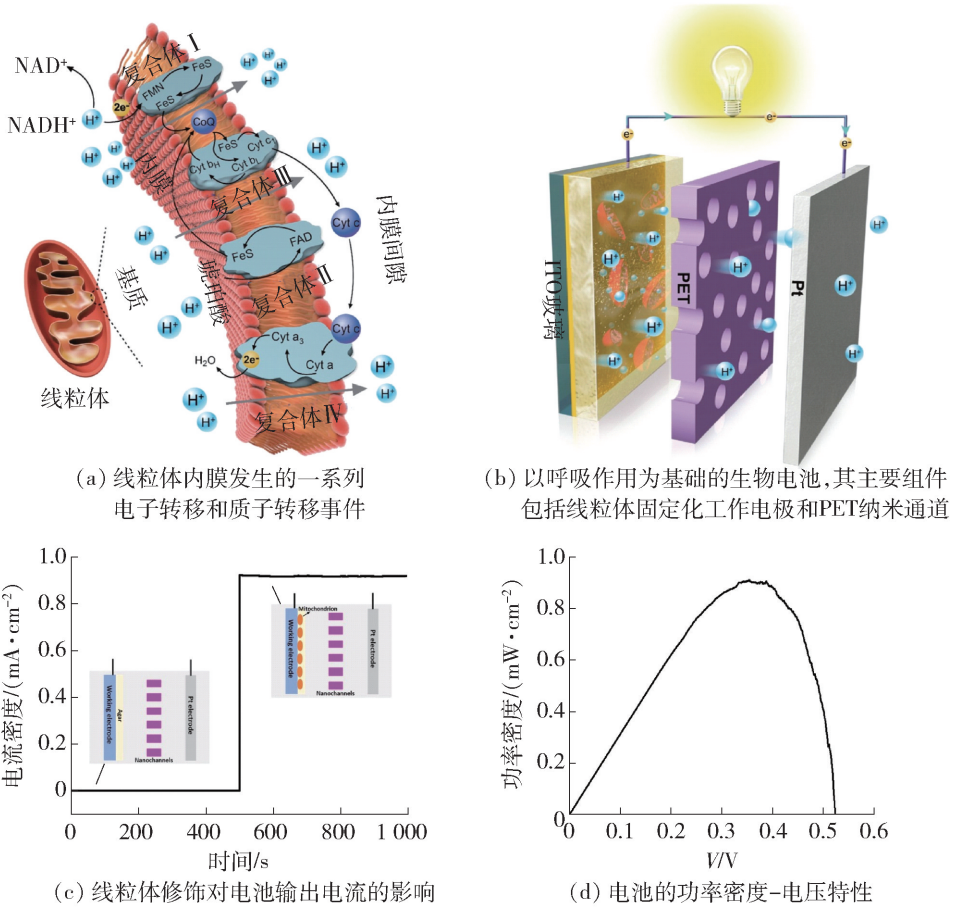 NAD⁺
NADH⁺
H⁺
2e⁻
复合体Ⅰ
FMN
FeS
FeS
H⁺
H⁺
H⁺
H⁺
H⁺
CoQ
FeS
Cyt c₁
Cyt bH
Cyt bL
H⁺
H⁺
H⁺
H⁺
H⁺
H⁺
H⁺
内膜
复合体Ⅲ
Cyt c
内膜间隙
H⁺
H⁺
基质
H⁺
H⁺
琥珀酸
FeS
FAD
复合体Ⅱ
Cyt c
Cyt a₃
Cyt a
2e⁻
H₂O
H⁺
H⁺
H⁺
H⁺
复合体Ⅳ
线粒体
(a) 线粒体内膜发生的一系列
电子转移和质子转移事件
e⁻
e⁻
e⁻
H⁺
H⁺
H⁺
H⁺
H⁺
H⁺
H⁺
H⁺
H⁺
H⁺
ITO玻璃
PET
Pt
(b) 以呼吸作用为基础的生物电池,其主要组件
包括线粒体固定化工作电极和PET纳米通道
电流密度/(mA·cm⁻²)
1.0
0.8
0.6
0.4
0.2
0
0
200
400
600
800
1 000
时间/s
Working electrode
Agar
Pt electrode
Nanochannels
Mitochondrion
Working electrode
Pt electrode
Nanochannels
(c) 线粒体修饰对电池输出电流的影响
功率密度/(mW·cm⁻²)
1.0
0.8
0.6
0.4
0.2
0
0
0.1
0.2
0.3
0.4
0.5
0.6
V/V
(d) 电池的功率密度-电压特性